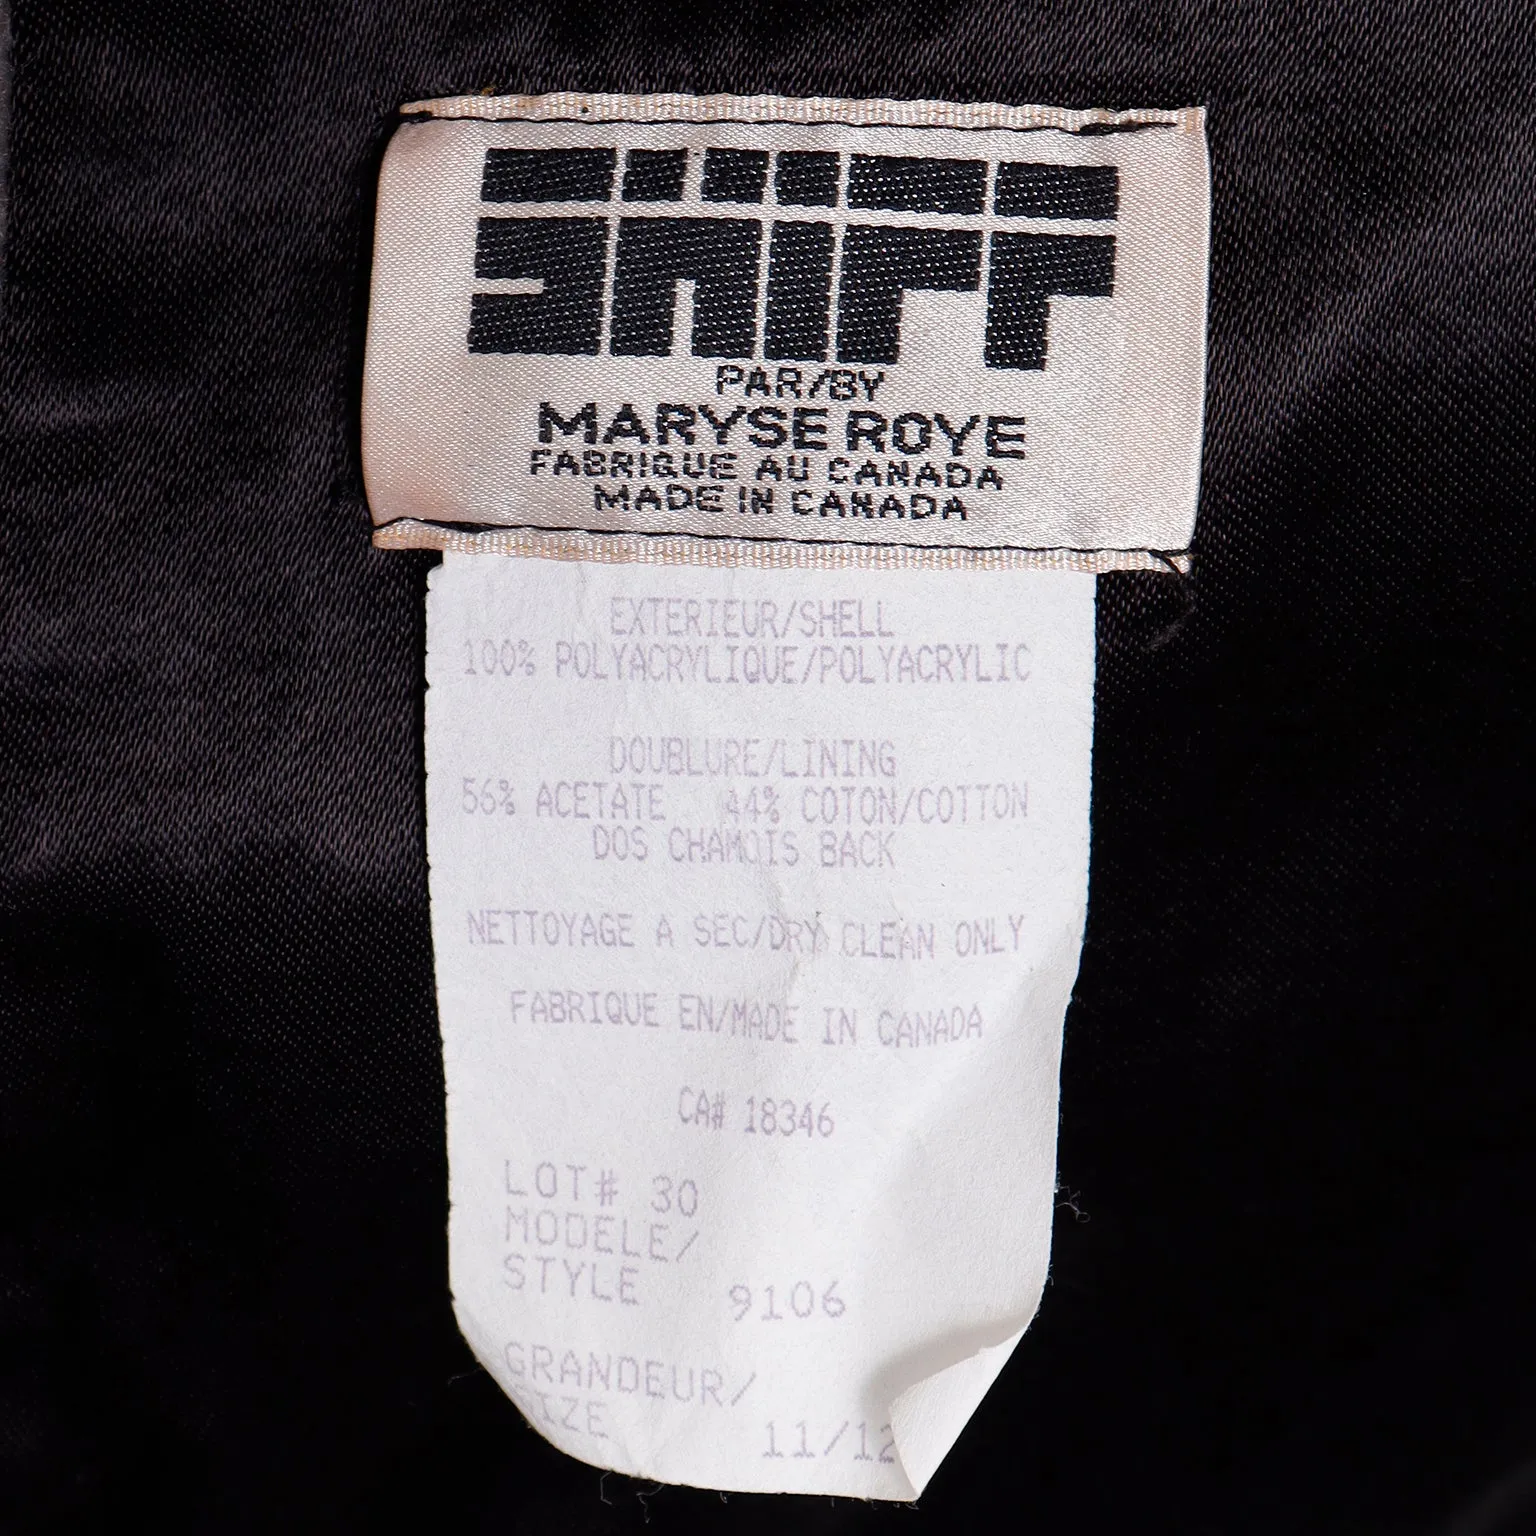 SHIFF
PAR/BY
MARYSE ROYE
FABRIQUE AU CANADA
MADE IN CANADA
EXTERIEUR/SHELL
100% POLYACRYLIQUE/POLYACRYLIC
DOUBLURE/LINING
56% ACETATE 44% COTON/COTTON
DOS CHAMOIS BACK
NETTOYAGE A SEC/DRY CLEAN ONLY
FABRIQUE EN/MADE IN CANADA
CA# 18346
LOT# 30
MODELE/
STYLE 9106
GRANDEUR/
SIZE 11/12